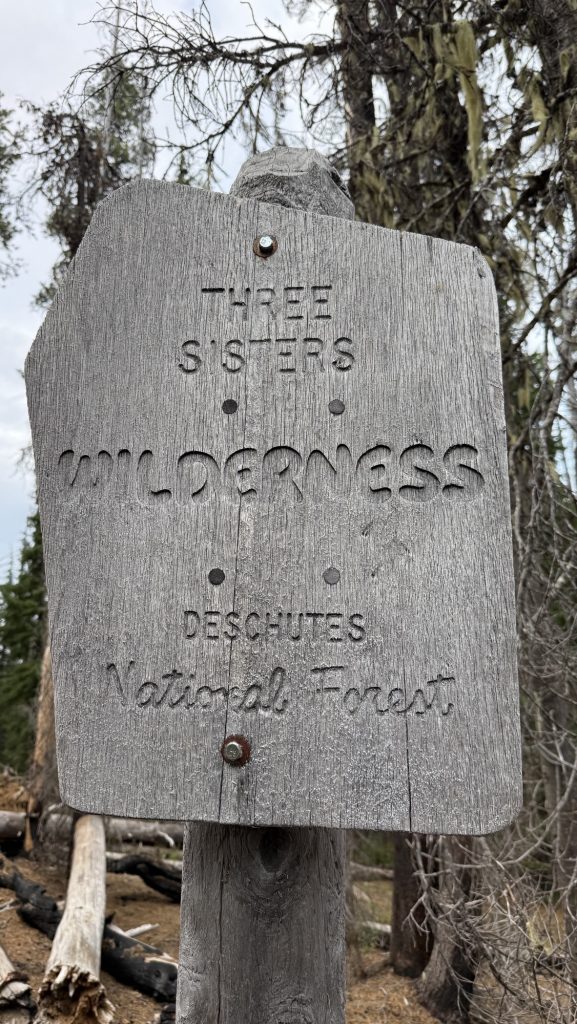 THREE
SISTERS
WILDERNESS
DESCHUTES
National Forest